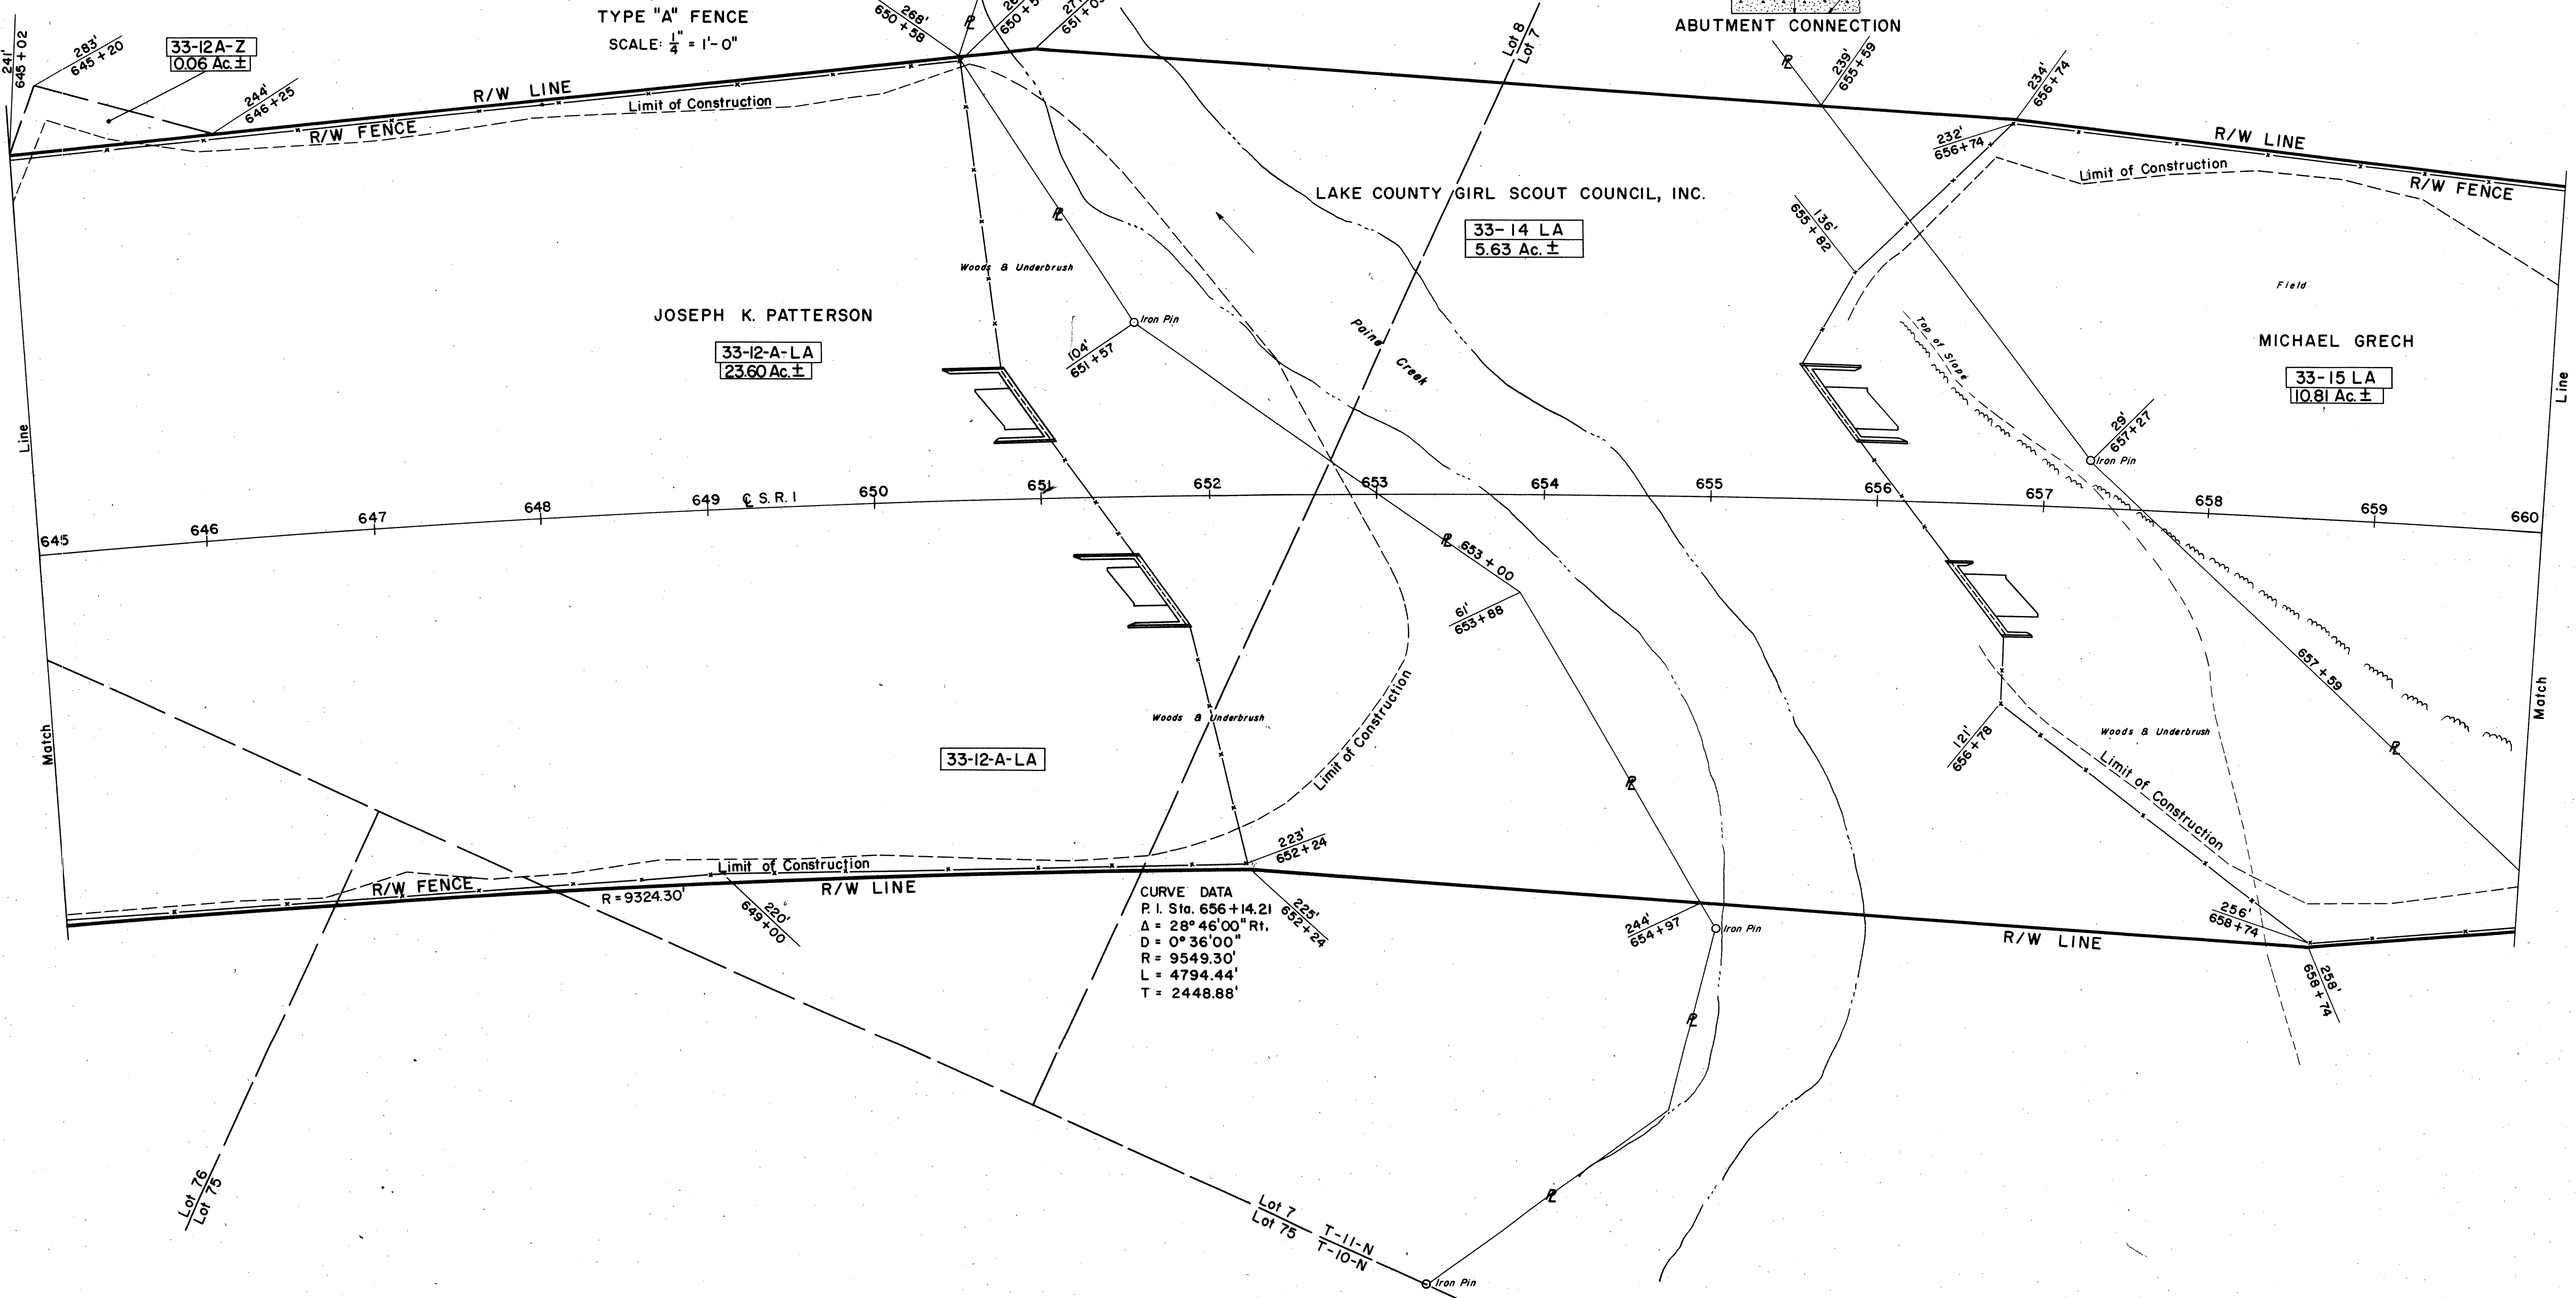 TYPE "A" FENCE
SCALE: 1/4" = 1'-0"
ABUTMENT CONNECTION
241'
645+02
283'
645+20
33-12A-Z
0.06 Ac.±
244'
646+25
R/W LINE
R/W FENCE
Limit of Construction
268'
650+58
Lot 8
Lot 7
239'
655+59
234'
656+74
232'
656+74
R/W LINE
Limit of Construction
R/W FENCE
LAKE COUNTY GIRL SCOUT COUNCIL, INC.
33-14 LA
5.63 Ac. ±
136'
655+82
Woods & Underbrush
Field
JOSEPH K. PATTERSON
33-12-A-LA
23.60 Ac.±
Iron Pin
104'
651+57
Paine Creek
Top of Slope
MICHAEL GRECH
33-15 LA
10.81 Ac.±
29'
657+27
Iron Pin
Line
Line
645
646
647
648
649
℄ S.R. 1
650
651
652
653
654
655
656
657
658
659
660
653+00
61'
653+88
657+59
Match
Match
Woods & Underbrush
33-12-A-LA
Limit of Construction
121'
656+78
Woods & Underbrush
Limit of Construction
223'
652+24
Limit of Construction
R/W FENCE
R/W LINE
R = 9324.30'
220'
649+00
CURVE DATA
P. I. Sta. 656+14.21
Δ = 28° 46'00" Rt.
D = 0° 36'00"
R = 9549.30'
L = 4794.44'
T = 2448.88'
225'
652+24
244'
654+97
Iron Pin
R/W LINE
256'
658+74
258'
658+74
Lot 76
Lot 75
Lot 7
Lot 75
T-11-N
T-10-N
Iron Pin